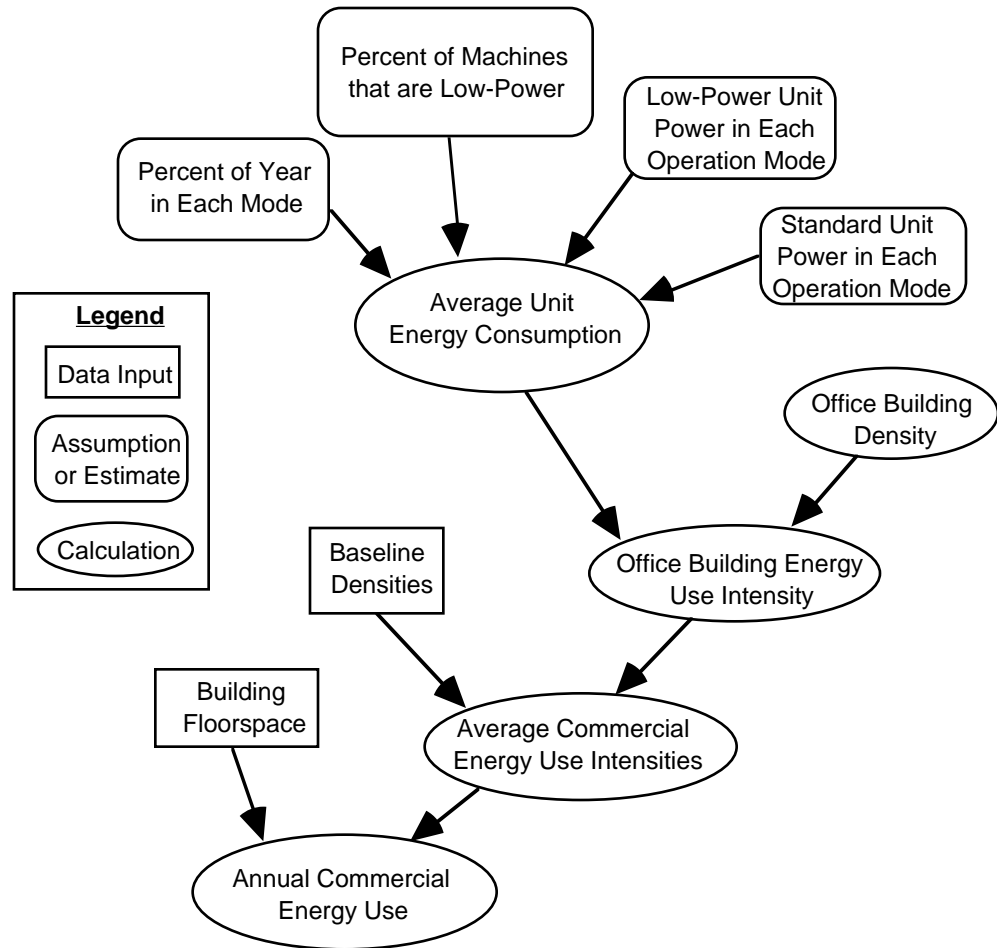 Percent of Machines
that are Low-Power
Low-Power Unit
Power in Each
Operation Mode
Percent of Year
in Each Mode
Standard Unit
Power in Each
Operation Mode
Average Unit
Energy Consumption
Legend
Data Input
Assumption
or Estimate
Calculation
Office Building
Density
Baseline
Densities
Office Building Energy
Use Intensity
Building
Floorspace
Average Commercial
Energy Use Intensities
Annual Commercial
Energy Use